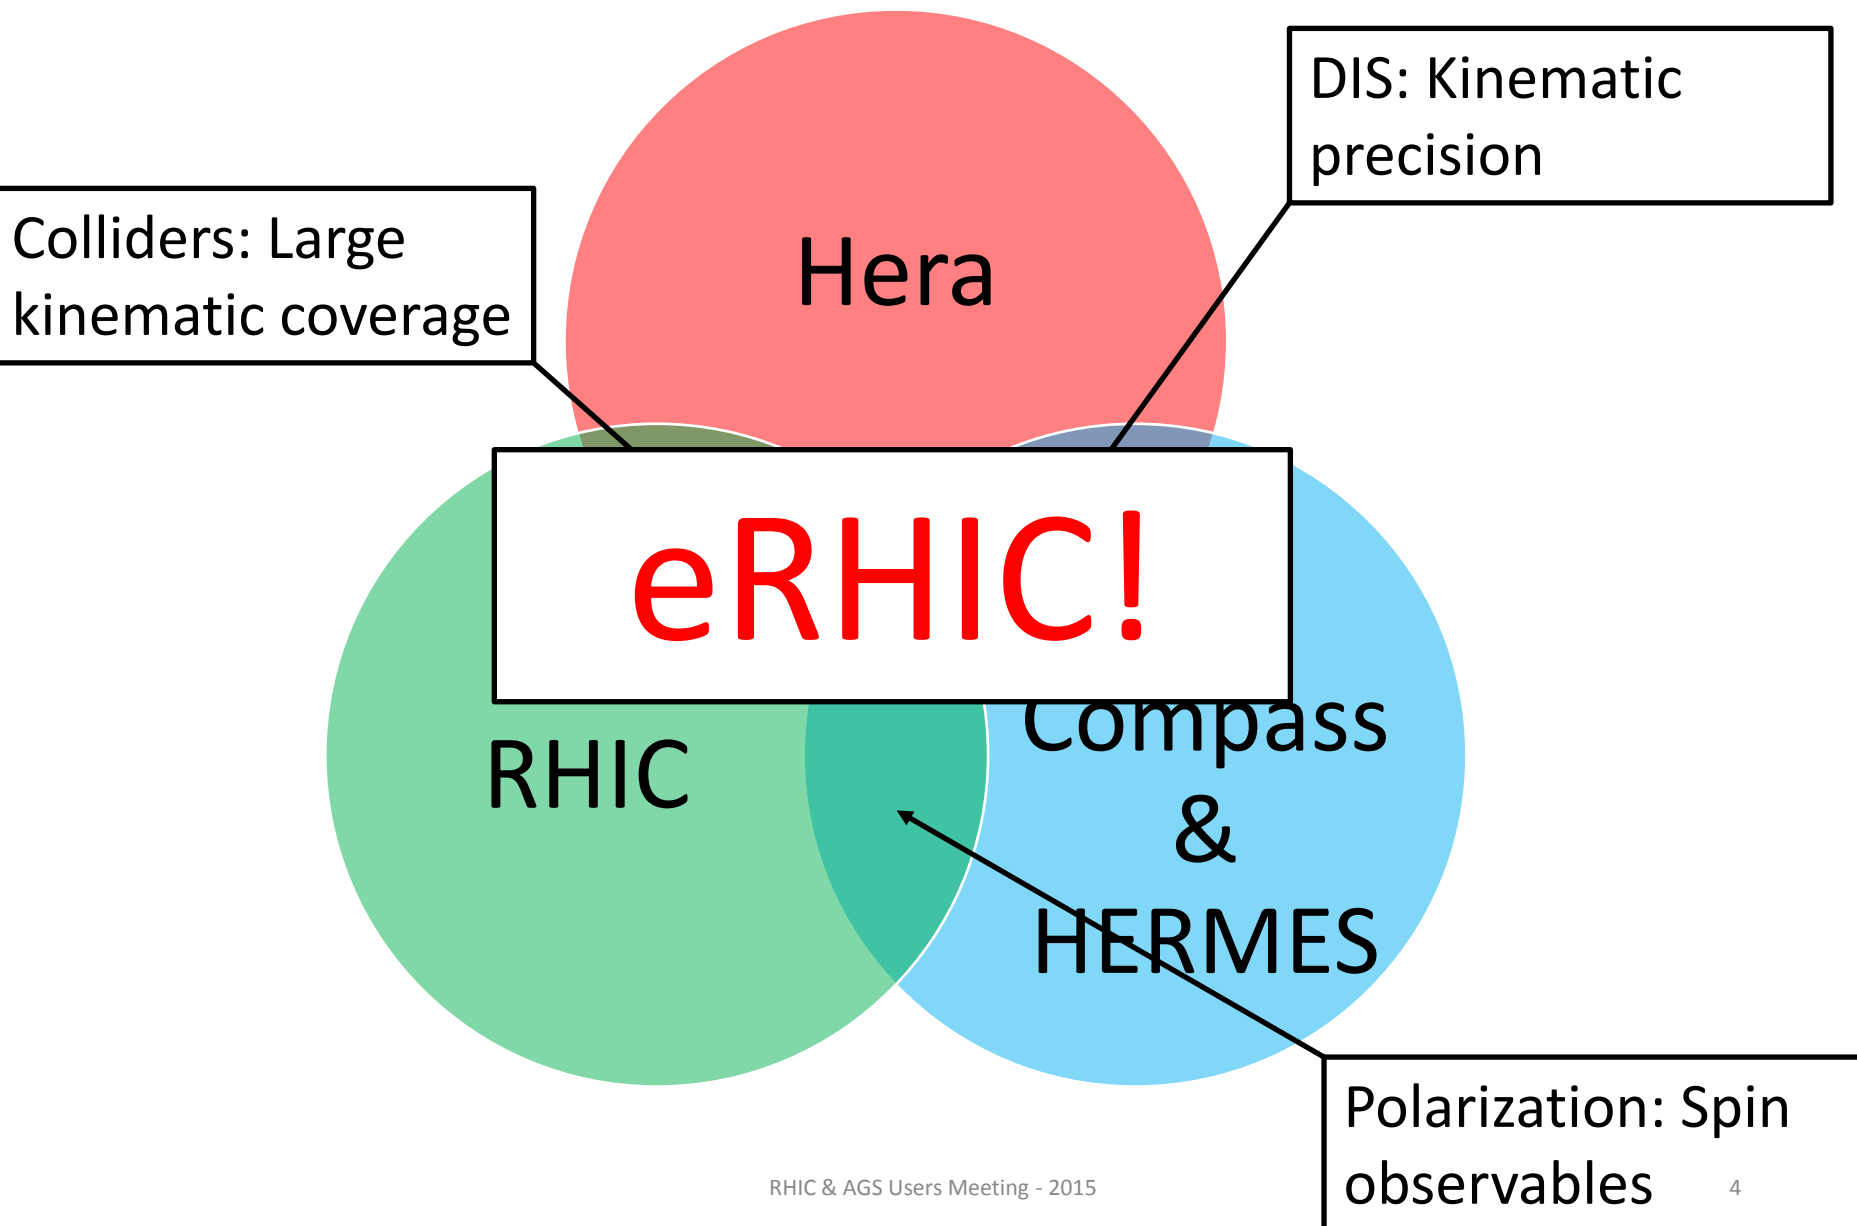 DIS: Kinematic
precision
Colliders: Large
kinematic coverage
Hera
eRHIC!
RHIC
Compass
&
HERMES
Polarization: Spin
observables
RHIC & AGS Users Meeting - 2015
4